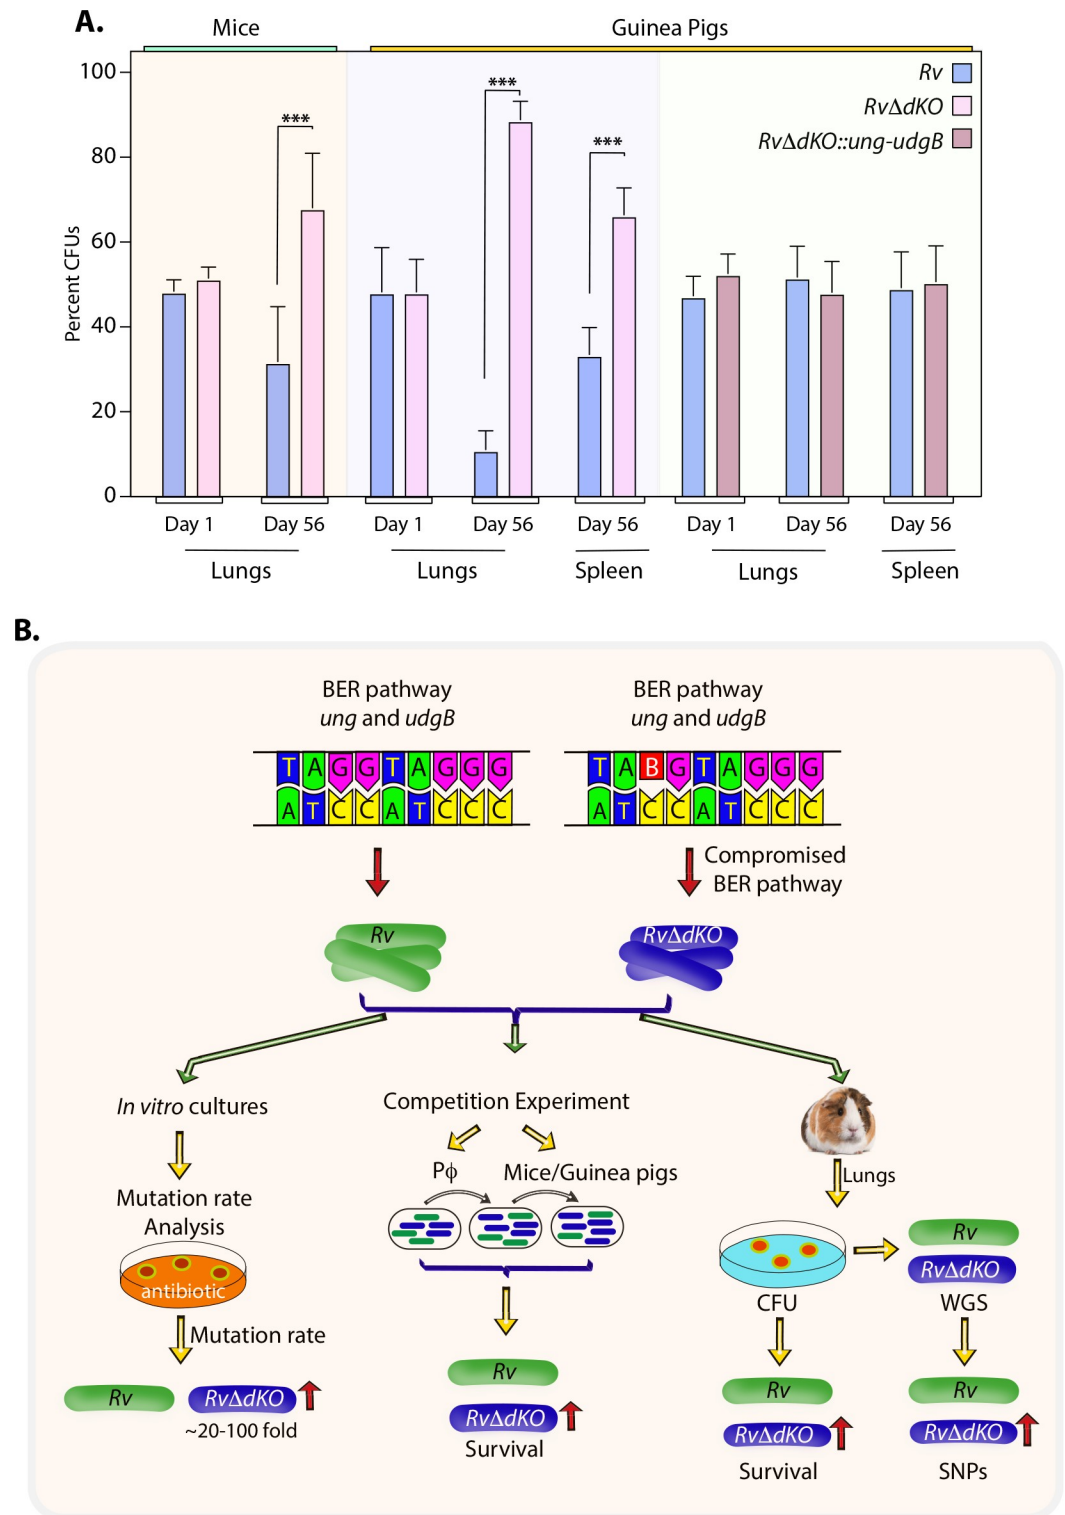 A.
Mice
Guinea Pigs
Percent CFUs
100
80
60
40
20
0
***
***
***
Rv
RvΔdKO
RvΔdKO::ung-udgB
Day 1
Day 56
Day 1
Day 56
Day 56
Day 1
Day 56
Day 56
Lungs
Lungs
Spleen
Lungs
Spleen
B.
BER pathway
ung and udgB
BER pathway
ung and udgB
T A G G T A G G G
A T C C A T C C C
T A B G T A G G G
A T C C A T C C C
Compromised
BER pathway
Rv
RvΔdKO
In vitro cultures
Mutation rate
Analysis
antibiotic
Mutation rate
Rv
RvΔdKO
~20-100 fold
Competition Experiment
Pϕ
Mice/Guinea pigs
Rv
RvΔdKO
Survival
Lungs
CFU
Rv
RvΔdKO
WGS
Rv
RvΔdKO
Survival
Rv
RvΔdKO
SNPs